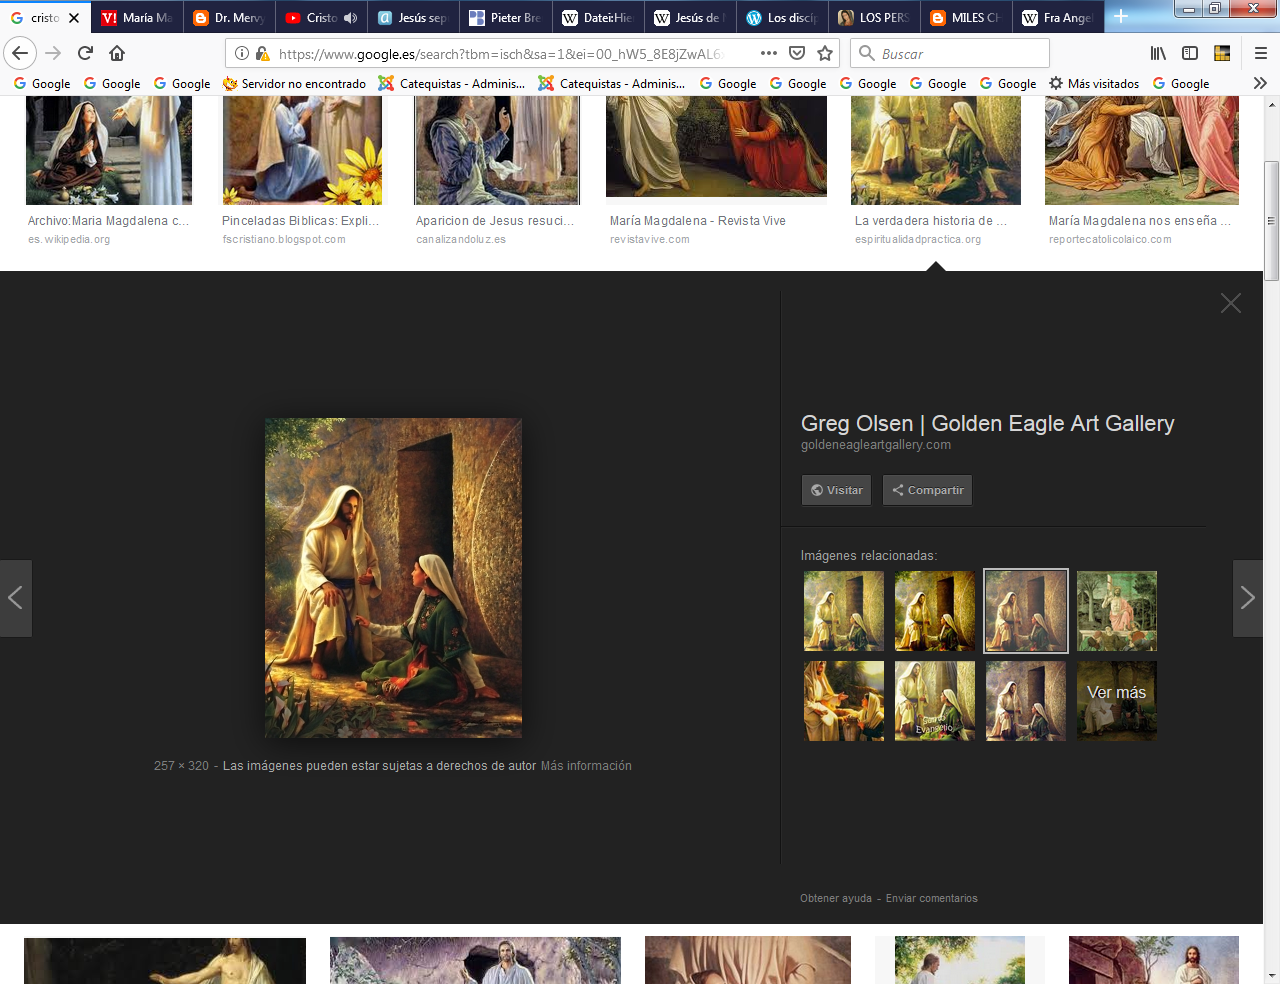 cristo
María Ma
Dr. Mervy
Cristo
Jesús sep
Pieter Bre
Datei:Hie
Jesús de
Los discip
LOS PERS
MILES CH
Fra Angel
https://www.google.es/search?tbm=isch&sa=1&ei=00_hW5_8E8jZwAL6
Buscar
Google
Google
Google
Servidor no encontrado
Catequistas - Adminis...
Catequistas - Adminis...
Google
Google
Google
Google
Google
Más visitados
Google
Archivo:Maria Magdalena c...
es.wikipedia.org
Pinceladas Biblicas: Expli...
fscristiano.blogspot.com
Aparicion de Jesus resuci...
canalizandoluz.es
María Magdalena - Revista Vive
revistavive.com
La verdadera historia de ...
espiritualidadpractica.org
María Magdalena nos enseña ...
reportecatolicolaico.com
Greg Olsen | Golden Eagle Art Gallery
goldeneagleartgallery.com
Visitar
Compartir
Imágenes relacionadas:
Evangelio
Ver más
257 × 320 - Las imágenes pueden estar sujetas a derechos de autor Más información
Obtener ayuda - Enviar comentarios